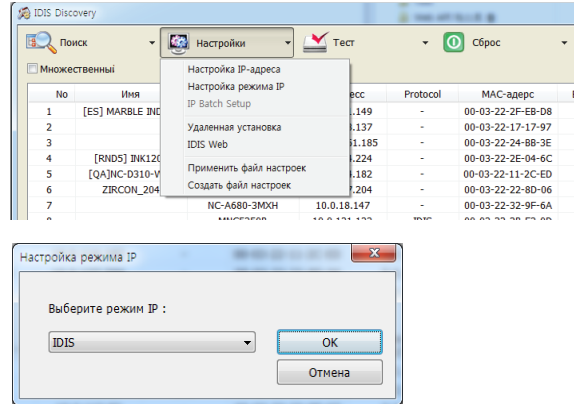 IDIS Discovery
Поиск Настройки Тест Сброс
Множественный
Настройка IP-адреса
Настройка режима IP
IP Batch Setup
Удаленная установка
IDIS Web
Применить файл настроек
Создать файл настроек
No Имя есс Protocol MAC-адерс
1 [ES] MARBLE IND .149 - 00-03-22-2F-EB-D8
2 .137 - 00-03-22-17-17-97
3 51.185 - 00-03-22-24-BB-3E
4 [RND5] INK120 .224 - 00-03-22-2E-04-6C
5 [QA]NC-D310-W .182 - 00-03-22-11-2C-ED
6 ZIRCON_204 .204 - 00-03-22-22-8D-06
7 NC-A680-3MXH 10.0.18.147 - 00-03-22-32-9F-6A
Настройка режима IP
Выберите режим IP :
IDIS OK
Отмена